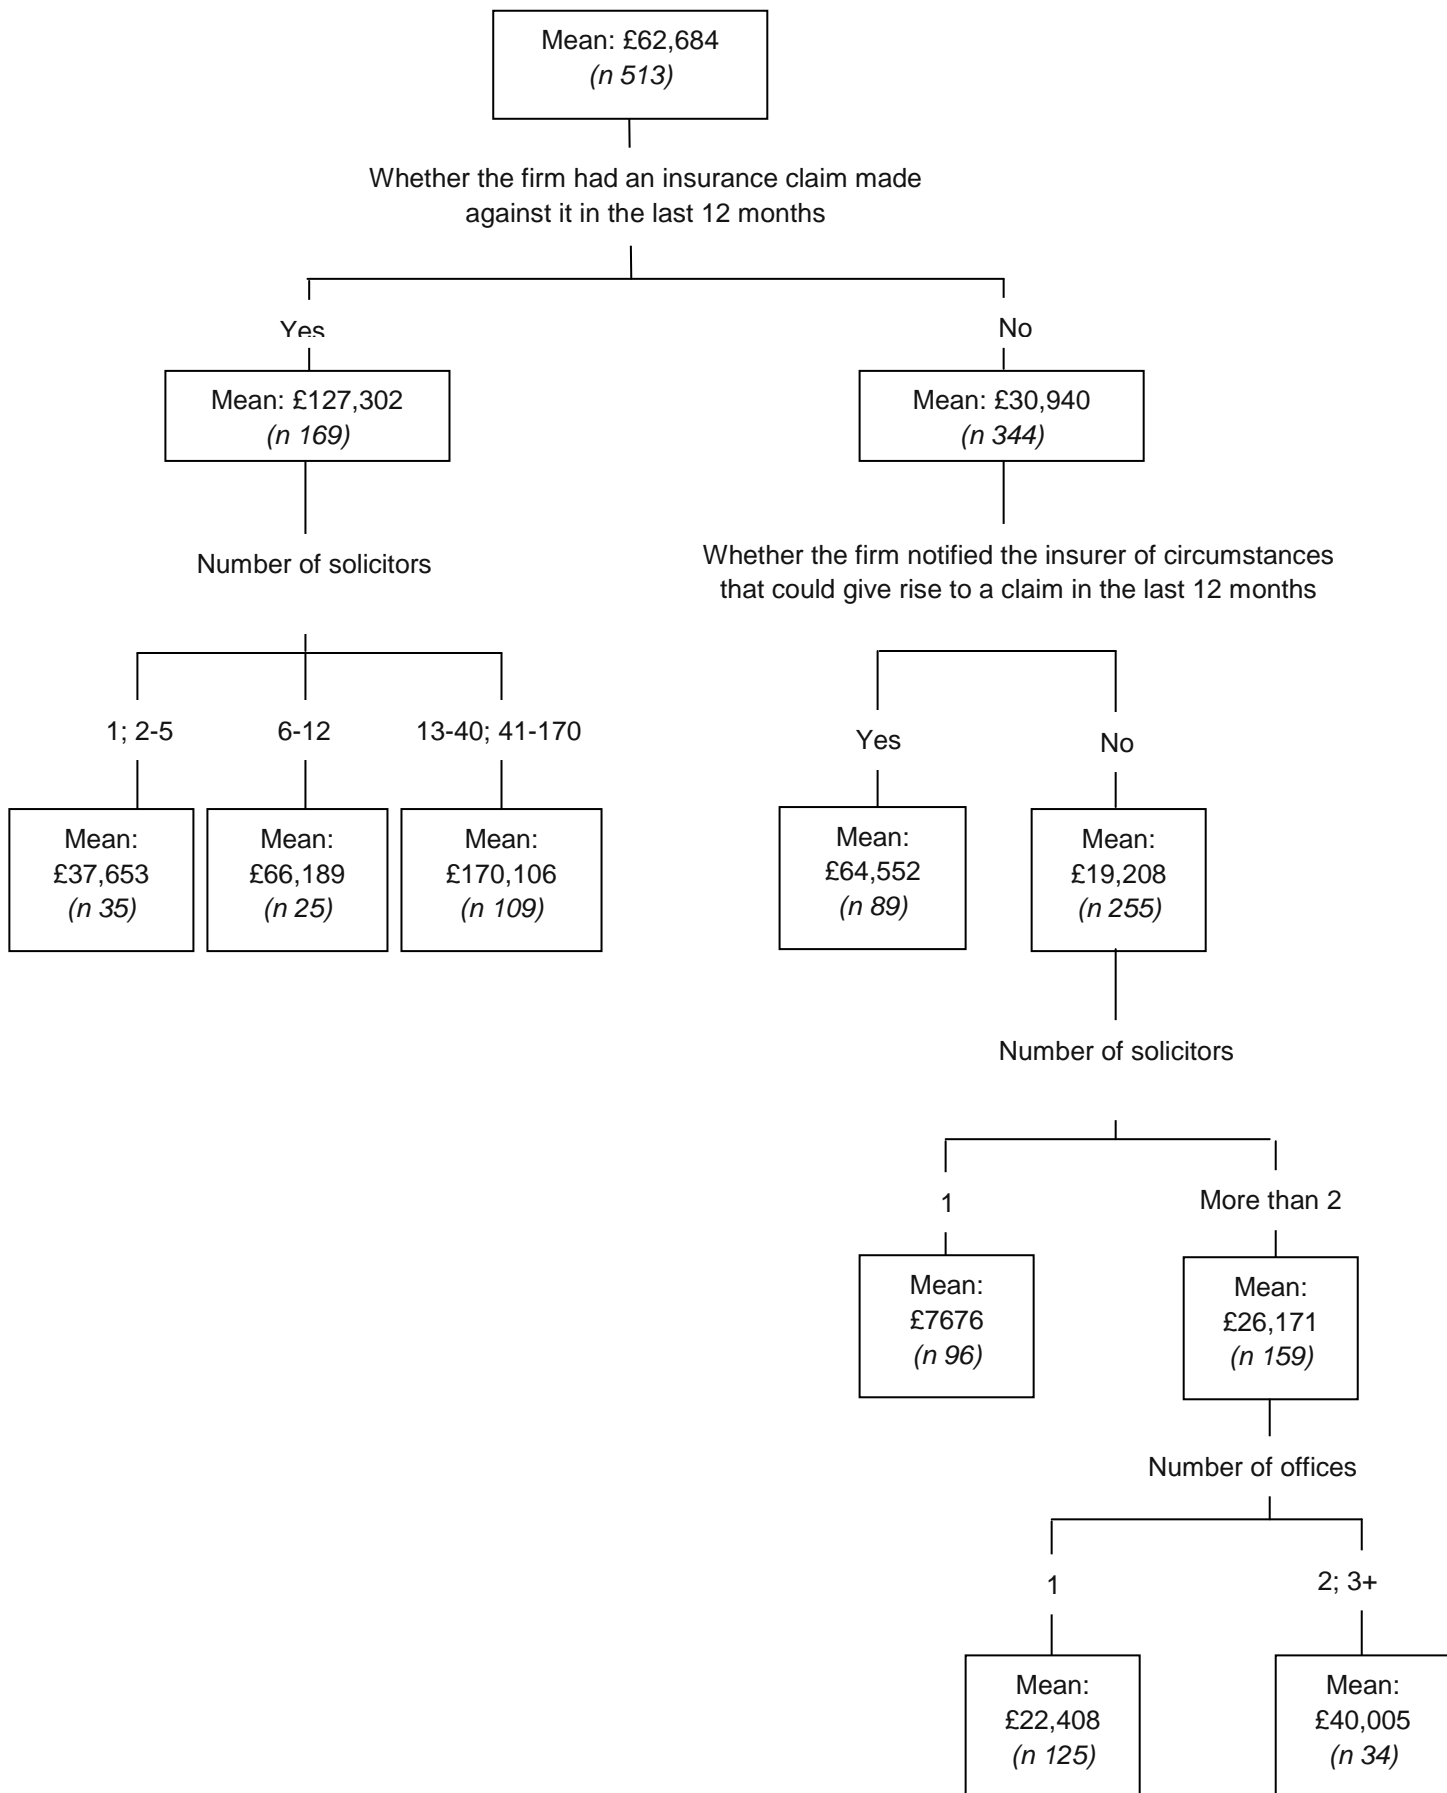 Mean: £62,684
(n 513)
Whether the firm had an insurance claim made
against it in the last 12 months
Yes
No
Mean: £127,302
(n 169)
Mean: £30,940
(n 344)
Number of solicitors
Whether the firm notified the insurer of circumstances
that could give rise to a claim in the last 12 months
1; 2-5
6-12
13-40; 41-170
Yes
No
Mean:
£37,653
(n 35)
Mean:
£66,189
(n 25)
Mean:
£170,106
(n 109)
Mean:
£64,552
(n 89)
Mean:
£19,208
(n 255)
Number of solicitors
1
More than 2
Mean:
£7676
(n 96)
Mean:
£26,171
(n 159)
Number of offices
1
2; 3+
Mean:
£22,408
(n 125)
Mean:
£40,005
(n 34)